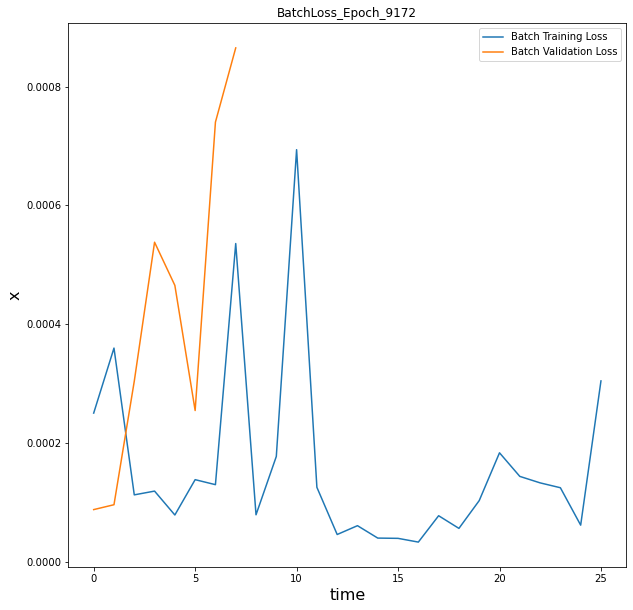 BatchLoss_Epoch_9172
Batch Training Loss
Batch Validation Loss
0.0008
0.0006
0.0004
0.0002
0.0000
x
0
5
10
15
20
25
time